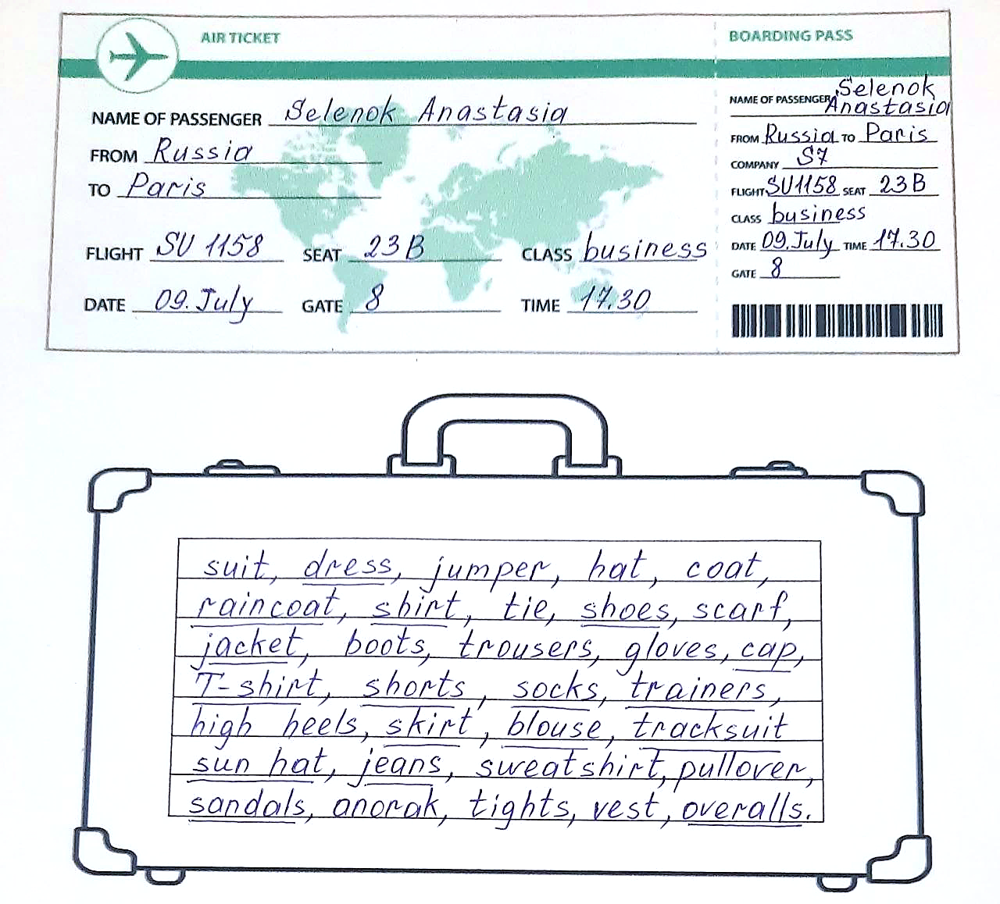 AIR TICKET
NAME OF PASSENGER Selenok Anastasia
FROM Russia
TO Paris
FLIGHT SU 1158 SEAT 23B CLASS business
DATE 09. July GATE 8 TIME 17.30
BOARDING PASS
NAME OF PASSENGER Selenok
Anastasia
FROM Russia TO Paris
COMPANY S7
FLIGHT SU1158 SEAT 23B
CLASS business
DATE 09. July TIME 17.30
GATE 8
suit, dress, jumper, hat, coat,
raincoat, shirt, tie, shoes, scarf,
jacket, boots, trousers, gloves, cap,
T-shirt, shorts, socks, trainers,
high heels, skirt, blouse, tracksuit
sun hat, jeans, sweatshirt, pullover,
sandals, anorak, tights, vest, overalls.